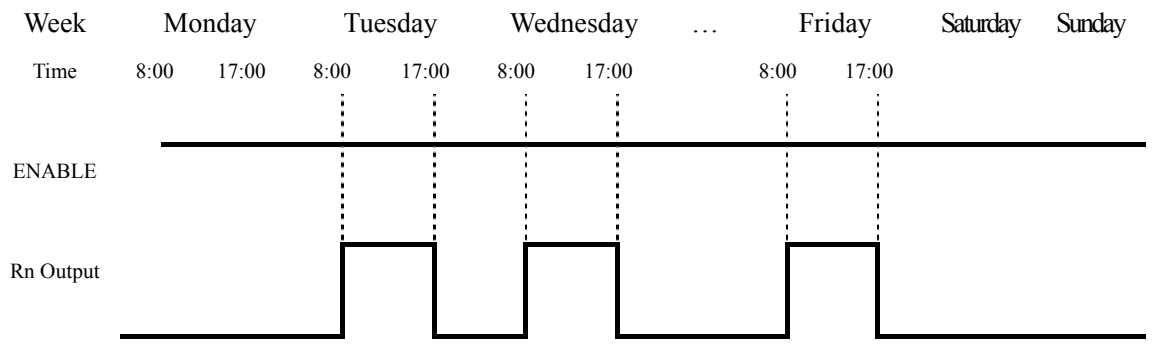 Week Monday Tuesday Wednesday … Friday Saturday Sunday
Time 8:00 17:00 8:00 17:00 8:00 17:00 8:00 17:00
ENABLE
Rn Output